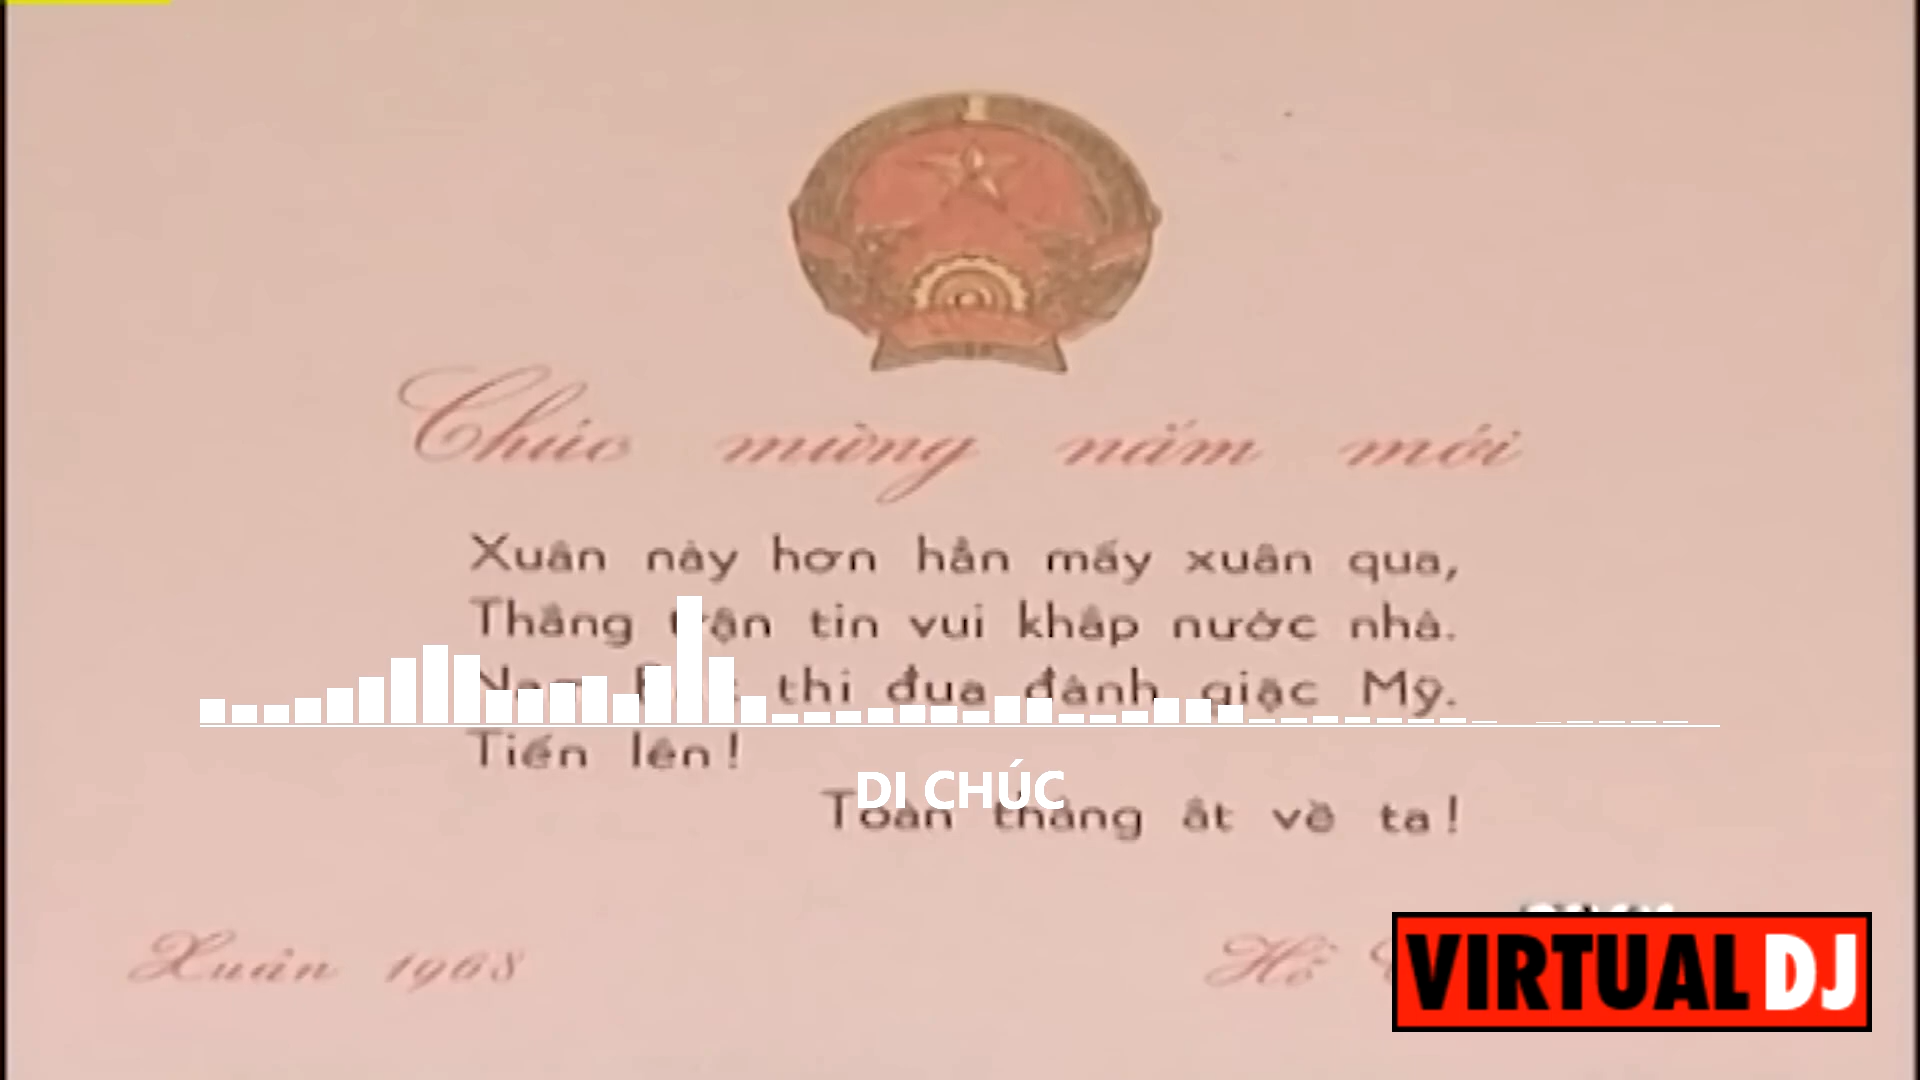 Chúc mừng năm mới
Xuân này hơn hẳn mấy xuân qua,
Thắng trận tin vui khắp nước nhà.
thi đua đánh giặc Mỹ.
Tiến lên!
DI CHÚC
Toàn thắng ắt về ta!
Xuân 1968
Hồ
VIRTUAL DJ